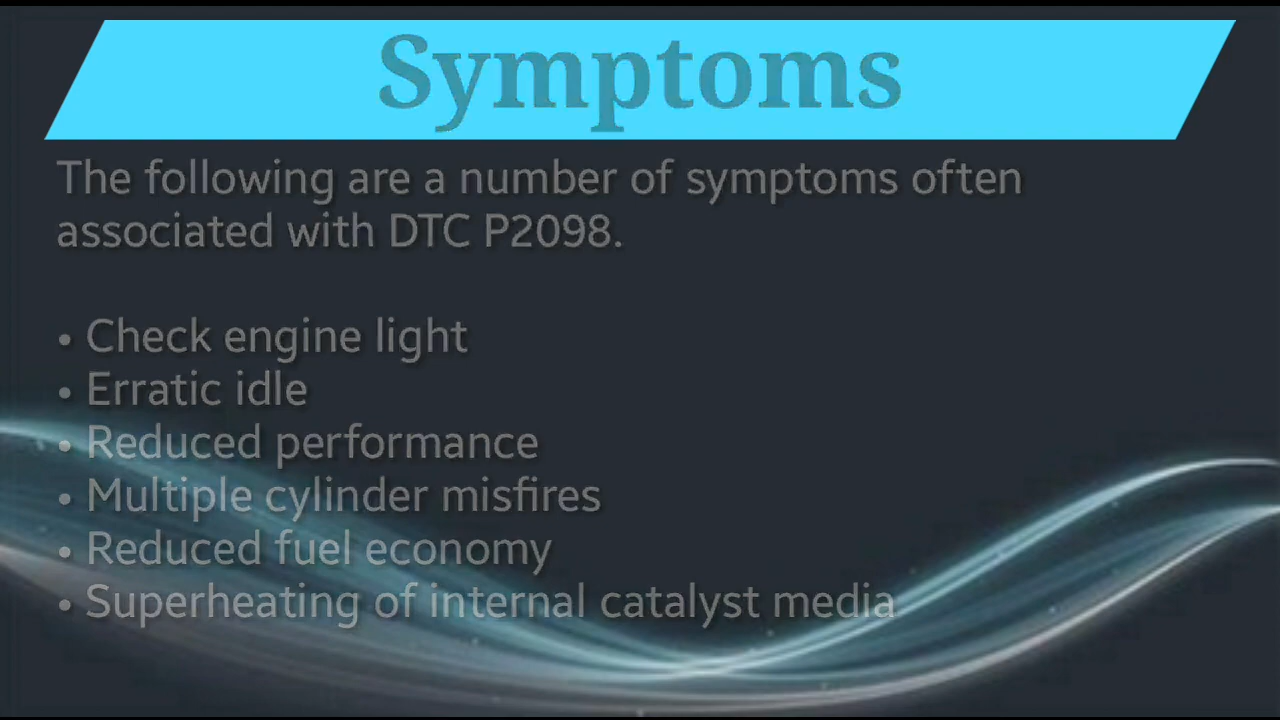 Symptoms
The following are a number of symptoms often
associated with DTC P2098.
• Check engine light
• Erratic idle
• Reduced performance
• Multiple cylinder misfires
• Reduced fuel economy
• Superheating of internal catalyst media